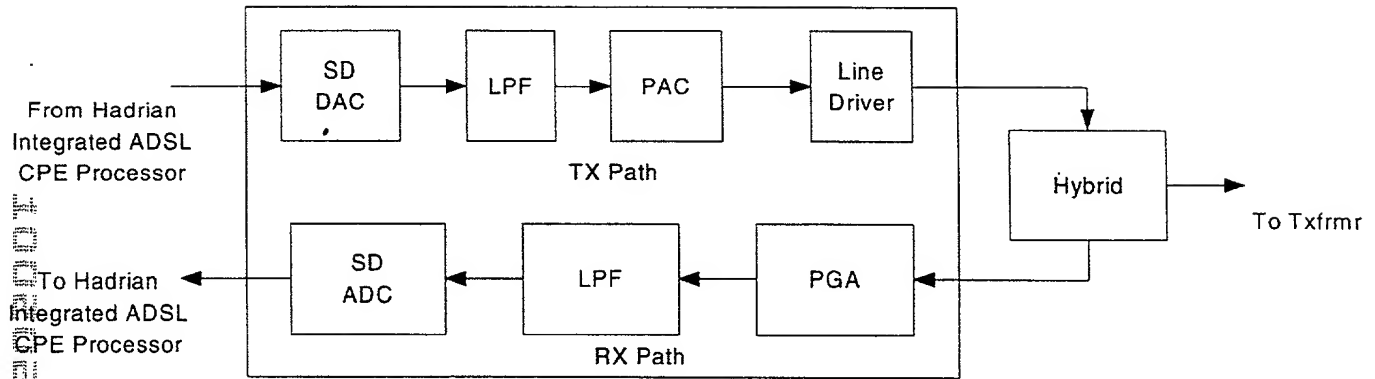 SD
DAC
LPF
PAC
Line
Driver
From Hadrian
Integrated ADSL
CPE Processor
TX Path
Hybrid
To Txfrmr
SD
ADC
LPF
PGA
To Hadrian
Integrated ADSL
CPE Processor
RX Path